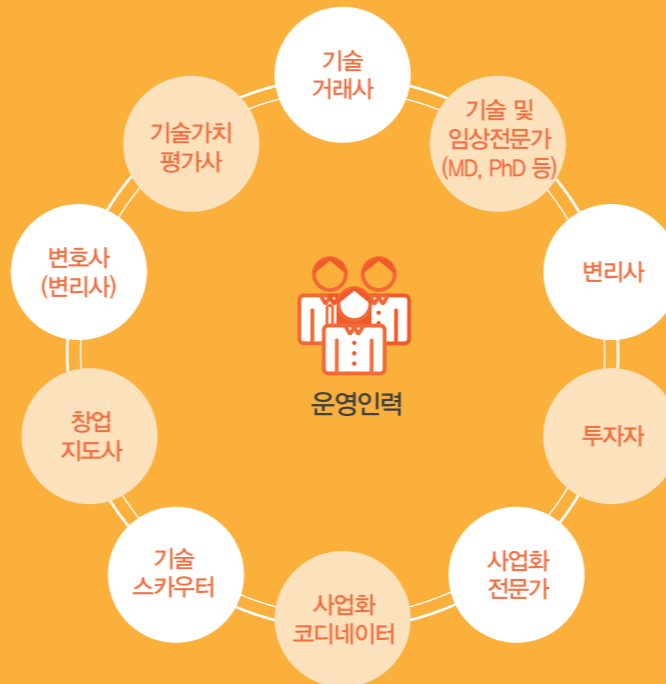 기술
거래사
기술 및
임상전문가
(MD, PhD 등)
변리사
투자자
사업화
전문가
사업화
코디네이터
기술
스카우터
창업
지도사
변호사
(변리사)
기술가치
평가사
운영인력